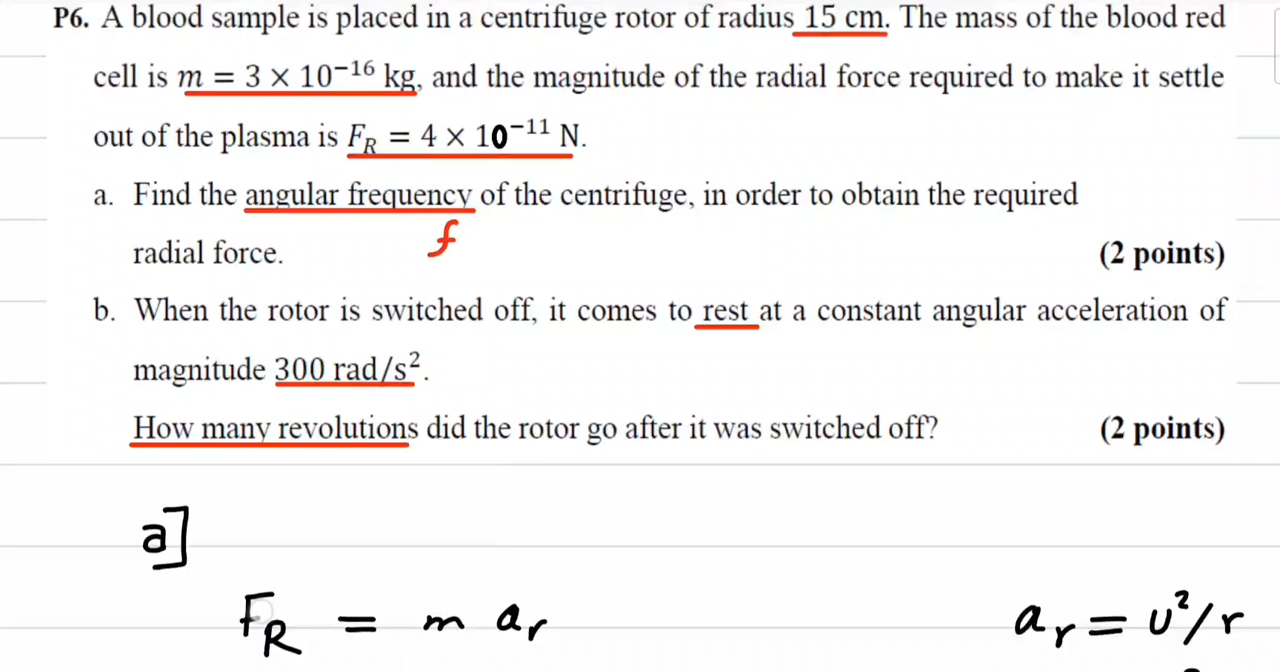 P6. A blood sample is placed in a centrifuge rotor of radius 15 cm. The mass of the blood red
cell is m = 3 × 10⁻¹⁶ kg, and the magnitude of the radial force required to make it settle
out of the plasma is F_R = 4 × 10⁻¹¹ N.
a. Find the angular frequency of the centrifuge, in order to obtain the required
f
radial force. (2 points)
b. When the rotor is switched off, it comes to rest at a constant angular acceleration of
magnitude 300 rad/s².
How many revolutions did the rotor go after it was switched off? (2 points)
a]
F_R = m a_r a_r = v²/r